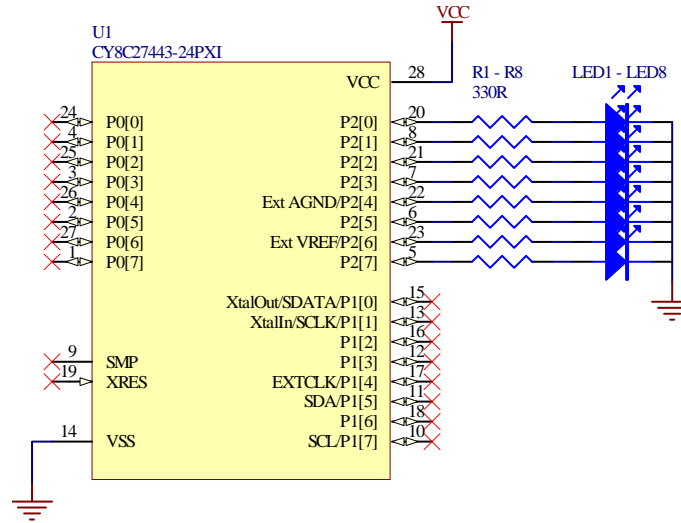 VCC
U1
CY8C27443-24PXI
VCC 28
R1 - R8
330R
LED1 - LED8
24 P0[0] P2[0] 20
4 P0[1] P2[1] 8
25 P0[2] P2[2] 21
3 P0[3] P2[3] 7
26 P0[4] Ext AGND/P2[4] 22
2 P0[5] P2[5] 6
27 P0[6] Ext VREF/P2[6] 23
1 P0[7] P2[7] 5
XtalOut/SDATA/P1[0] 15
XtalIn/SCLK/P1[1] 13
P1[2] 16
9 SMP P1[3] 12
19 XRES EXTCLK/P1[4] 17
SDA/P1[5] 11
P1[6] 18
14 VSS SCL/P1[7] 10